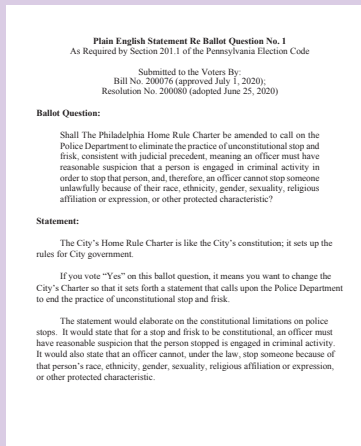 Plain English Statement Re Ballot Question No. 1
As Required by Section 201.1 of the Pennsylvania Election Code
Submitted to the Voters By:
Bill No. 200076 (approved July 1, 2020);
Resolution No. 200080 (adopted June 25, 2020)
Ballot Question:
Shall The Philadelphia Home Rule Charter be amended to call on the
Police Department to eliminate the practice of unconstitutional stop and
frisk, consistent with judicial precedent, meaning an officer must have
reasonable suspicion that a person is engaged in criminal activity in
order to stop that person, and, therefore, an officer cannot stop someone
unlawfully because of their race, ethnicity, gender, sexuality, religious
affiliation or expression, or other protected characteristic?
Statement:
The City's Home Rule Charter is like the City's constitution; it sets up the
rules for City government.
If you vote “Yes” on this ballot question, it means you want to change the
City's Charter so that it sets forth a statement that calls upon the Police Department
to end the practice of unconstitutional stop and frisk.
The statement would elaborate on the constitutional limitations on police
stops. It would state that for a stop and frisk to be constitutional, an officer must
have reasonable suspicion that the person stopped is engaged in criminal activity.
It would also state that an officer cannot, under the law, stop someone because of
that person's race, ethnicity, gender, sexuality, religious affiliation or expression,
or other protected characteristic.